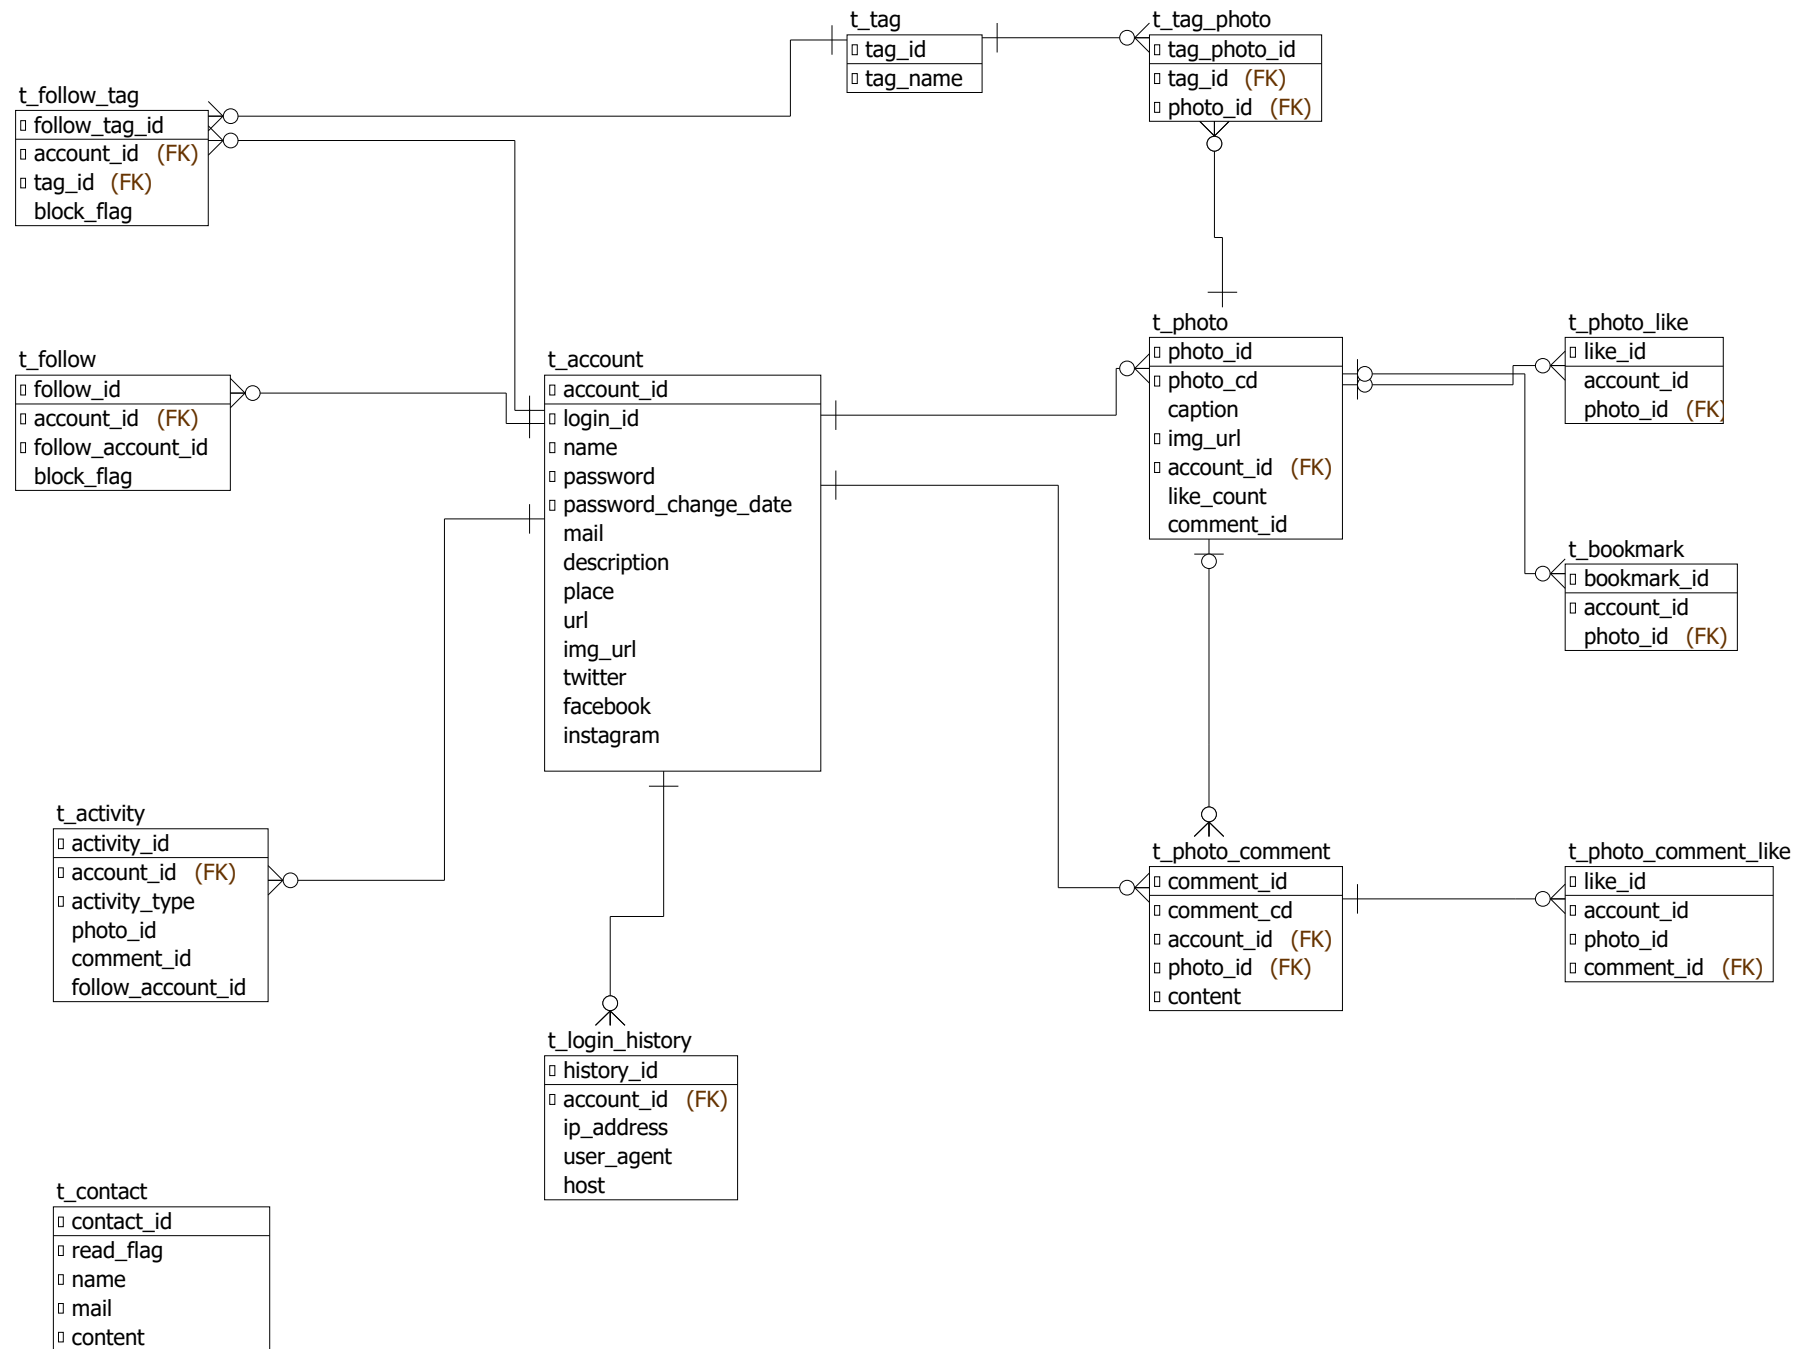 t_tag
tag_id
tag_name
t_tag_photo
tag_photo_id
tag_id (FK)
photo_id (FK)
t_follow_tag
follow_tag_id
account_id (FK)
tag_id (FK)
block_flag
t_follow
follow_id
account_id (FK)
follow_account_id
block_flag
t_account
account_id
login_id
name
password
password_change_date
mail
description
place
url
img_url
twitter
facebook
instagram
t_photo
photo_id
photo_cd
caption
img_url
account_id (FK)
like_count
comment_id
t_photo_like
like_id
account_id
photo_id (FK)
t_bookmark
bookmark_id
account_id
photo_id (FK)
t_activity
activity_id
account_id (FK)
activity_type
photo_id
comment_id
follow_account_id
t_photo_comment
comment_id
comment_cd
account_id (FK)
photo_id (FK)
content
t_photo_comment_like
like_id
account_id
photo_id
comment_id (FK)
t_login_history
history_id
account_id (FK)
ip_address
user_agent
host
t_contact
contact_id
read_flag
name
mail
content